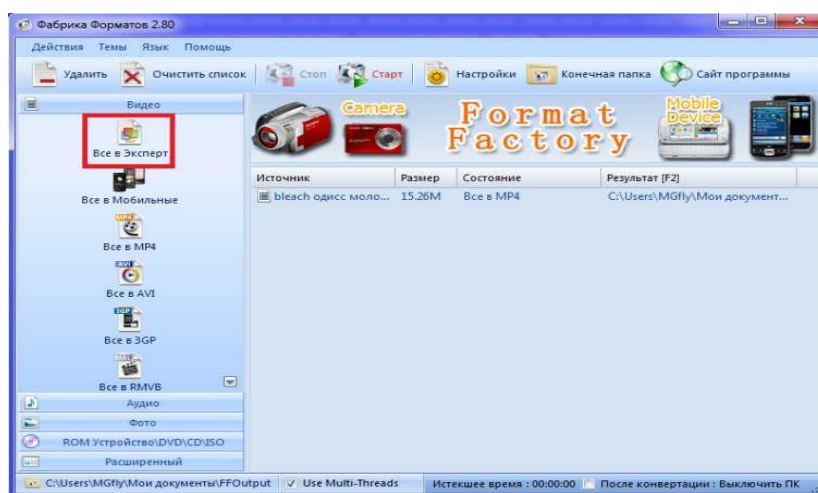 Фабрика Форматов 2.80
Действия Темы Язык Помощь
Удалить Очистить список Стоп Старт Настройки Конечная папка Сайт программы
Видео
Все в Эксперт
Все в Мобильные
MP4
Все в MP4
AVI
Все в AVI
3GP
Все в 3GP
Все в RMVB
Аудио
Фото
ROM Устройство\DVD\CD\ISO
Расширенный
Camera
Format
Factory
Mobile
Device
Источник Размер Состояние Результат [F2]
bleach одисс моло... 15.26M Все в MP4 C:\Users\MGfly\Мои документ...
C:\Users\MGfly\Мои документы\FFOutput Use Multi-Threads Истекшее время : 00:00:00 После конвертации : Выключить ПК